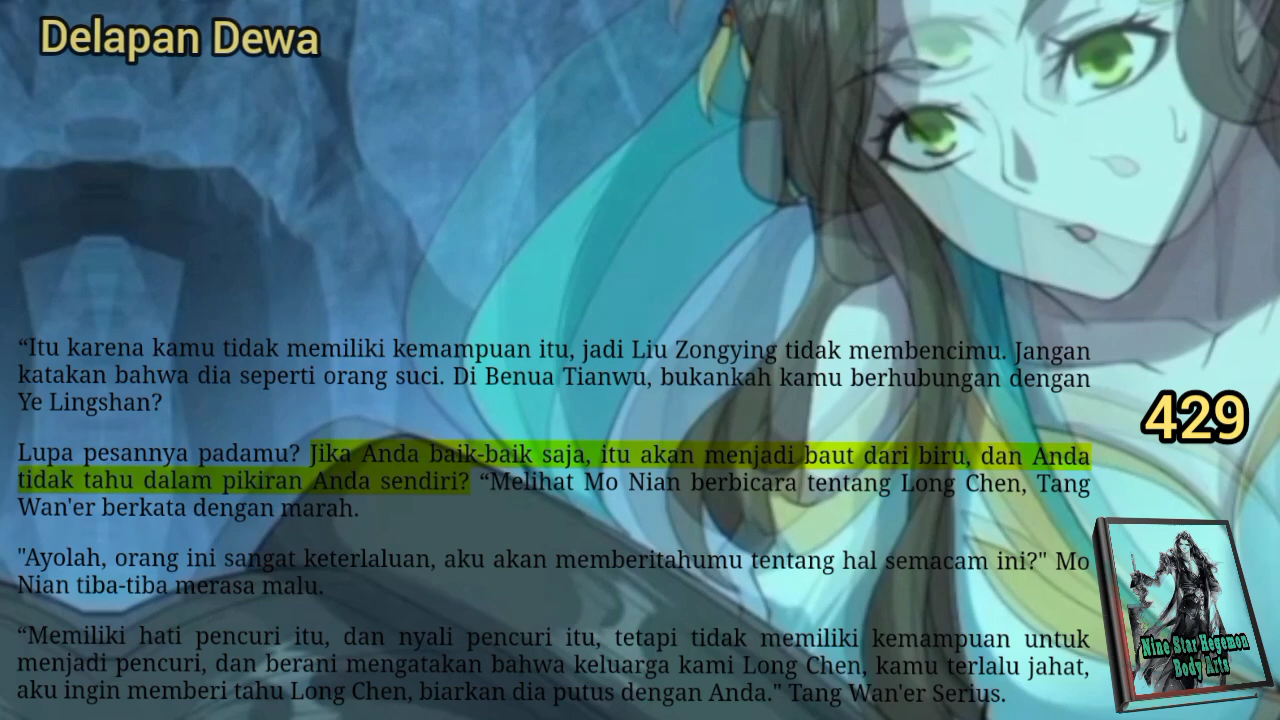 Delapan Dewa
“Itu karena kamu tidak memiliki kemampuan itu, jadi Liu Zongying tidak membencimu. Jangan
katakan bahwa dia seperti orang suci. Di Benua Tianwu, bukankah kamu berhubungan dengan
Ye Lingshan?
Lupa pesannya padamu? Jika Anda baik-baik saja, itu akan menjadi baut dari biru, dan Anda
tidak tahu dalam pikiran Anda sendiri? “Melihat Mo Nian berbicara tentang Long Chen, Tang
Wan'er berkata dengan marah.
"Ayolah, orang ini sangat keterlaluan, aku akan memberitahumu tentang hal semacam ini?" Mo
Nian tiba-tiba merasa malu.
“Memiliki hati pencuri itu, dan nyali pencuri itu, tetapi tidak memiliki kemampuan untuk
menjadi pencuri, dan berani mengatakan bahwa keluarga kami Long Chen, kamu terlalu jahat,
aku ingin memberi tahu Long Chen, biarkan dia putus dengan Anda." Tang Wan'er Serius.
429
Nine Star Hegemon
Body Arts